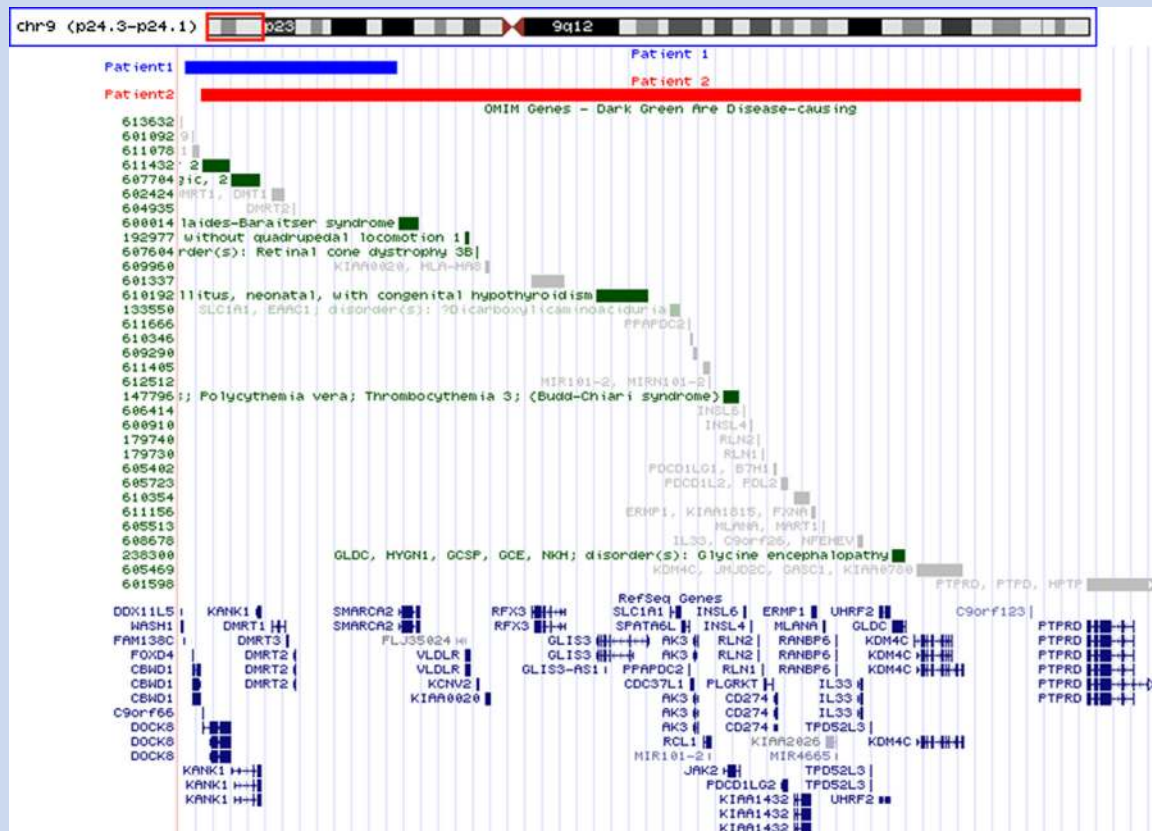 chr9 (p24.3-p24.1) p23 9q12
Patient 1
Patient1
Patient 2
Patient2
OMIM Genes - Dark Green Are Disease-causing
613632
601092 9
611078 1
611432 2
607704 gic, 2
602424 DMRT1, DMT1
604935 DMRT2
600014 laides-Baraitser syndrome
192977 without quadrupedal locomotion 1
607604 rder(s): Retinal cone dystrophy 3B
609960 KIAA0020, HLA-HA8
601337
610192 llitus, neonatal, with congenital hypothyroidism
133550 SLC1A1, EAAC1; disorder(s): ?Dicarboxylicaminoaciduria
611666 PPAPDC2
610346
609290
611405
612512 MIR101-2, MIRN101-2
147796 ; Polycythemia vera; Thrombocythemia 3; (Budd-Chiari syndrome)
606414 INSL6
600910 INSL4
179740 RLN2
179730 RLN1
605402 PDCD1LG1, B7H1
605723 PDCD1L2, PDL2
610354
611156 ERMP1, KIAA1815, FXNA
605513 MLANA, MART1
608678 IL33, C9orf26, NFEHEV
238300 GLDC, HYGN1, GCSP, GCE, NKH; disorder(s): Glycine encephalopathy
605469 KDM4C, JMJD2C, GASC1, KIAA0780
601598 PTPRD, PTPD, HPTP
RefSeq Genes
DDX11L5 KANK1 SMARCA2 RFX3 SLC1A1 INSL6 ERMP1 UHRF2 C9orf123 PTPRD
WASH1 DMRT1 SMARCA2 RFX3 SPATA6L INSL4 MLANA GLDC PTPRD
FAM138C DMRT3 FLJ35024 GLIS3 AK3 RLN2 RANBP6 KDM4C PTPRD
FOXD4 DMRT2 VLDLR GLIS3 AK3 RLN2 RANBP6 KDM4C PTPRD
CBWD1 DMRT2 VLDLR GLIS3-AS1 PPAPDC2 RLN1 RANBP6 KDM4C PTPRD
CBWD1 DMRT2 KCNV2 CDC37L1 PLGRKT IL33 PTPRD
CBWD1 KIAA0020 AK3 CD274 IL33 PTPRD
C9orf66 AK3 CD274 IL33
DOCK8 AK3 CD274 TPD52L3
DOCK8 RCL1 KIAA2026 KDM4C
DOCK8 MIR101-2 MIR4665
KANK1 JAK2 TPD52L3
KANK1 PDCD1LG2 TPD52L3
KANK1 KIAA1432 UHRF2
KIAA1432
KIAA1432